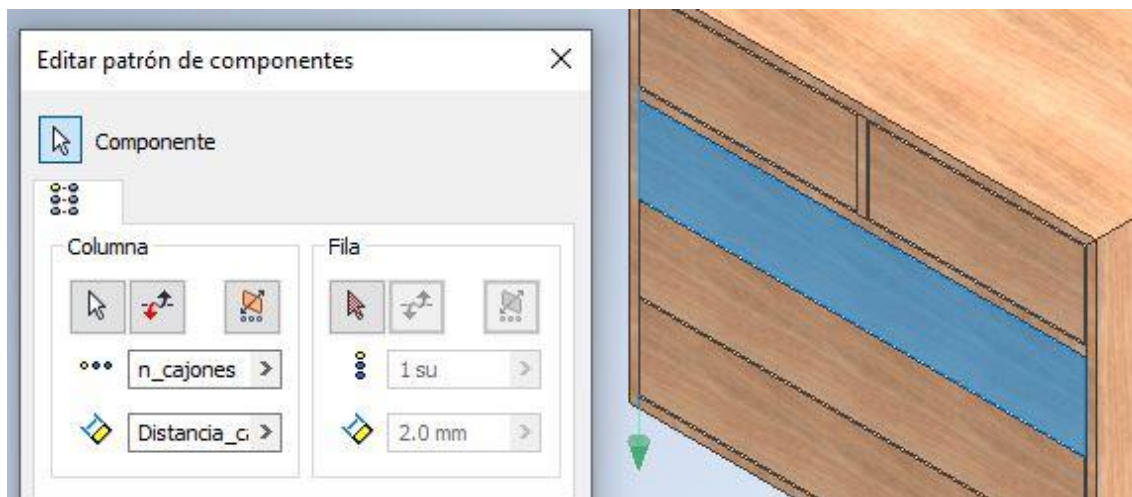 Editar patrón de componentes
Componente
Columna
Fila
n_cajones
1 su
Distancia_c
2.0 mm